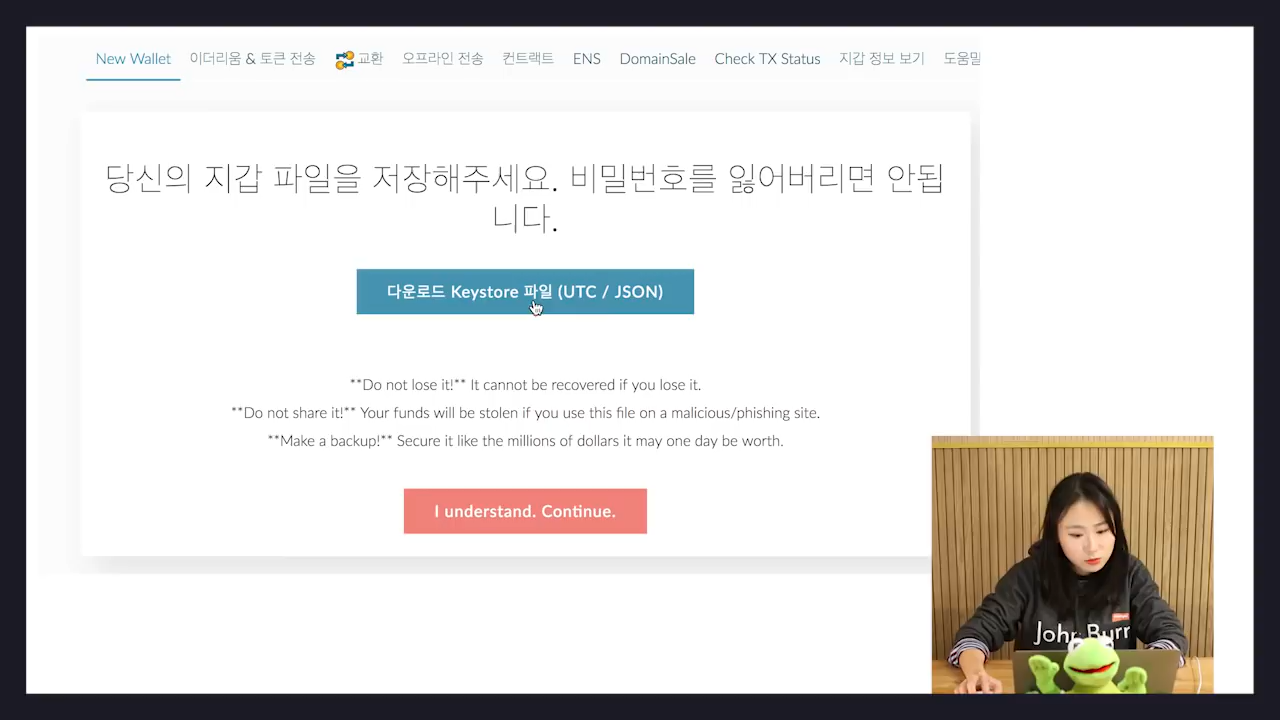 New Wallet 이더리움 & 토큰 전송 교환 오프라인 전송 컨트랙트 ENS DomainSale Check TX Status 지갑 정보 보기 도움말
당신의 지갑 파일을 저장해주세요. 비밀번호를 잃어버리면 안됩
니다.
다운로드 Keystore 파일 (UTC / JSON)
**Do not lose it!** It cannot be recovered if you lose it.
**Do not share it!** Your funds will be stolen if you use this file on a malicious/phishing site.
**Make a backup!** Secure it like the millions of dollars it may one day be worth.
I understand. Continue.
John Burr